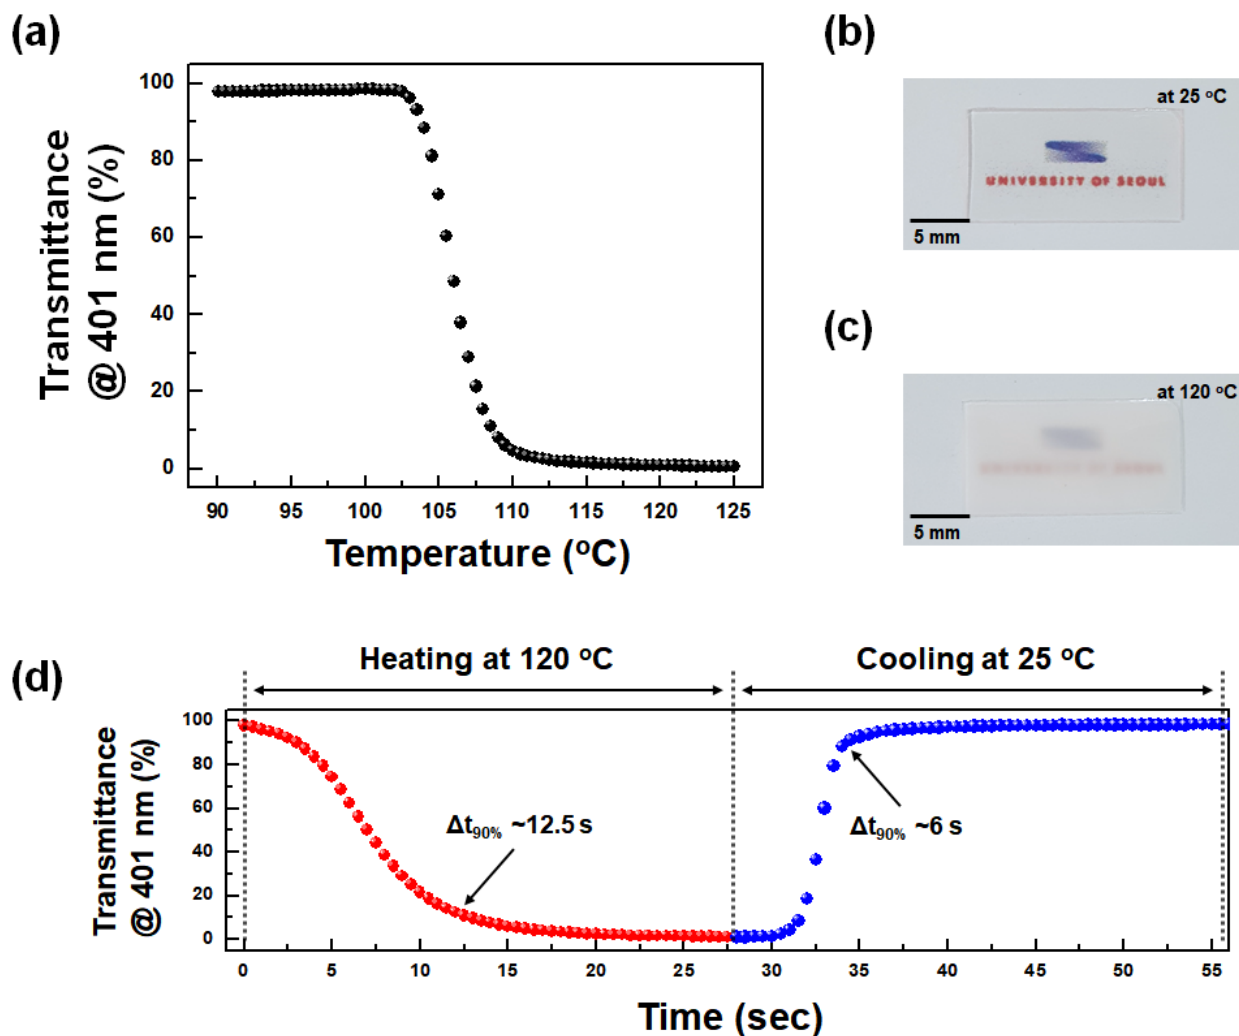 (a)
Transmittance
@ 401 nm (%)
100
80
60
40
20
0
90 95 100 105 110 115 120 125
Temperature (°C)
(b)
at 25 °C
UNIVERSITY OF SEOUL
5 mm
(c)
at 120 °C
UNIVERSITY OF SEOUL
5 mm
(d)
Heating at 120 °C
Cooling at 25 °C
Transmittance
@ 401 nm (%)
100
80
60
40
20
0
Δt90% ~12.5 s
Δt90% ~6 s
0 5 10 15 20 25 30 35 40 45 50 55
Time (sec)